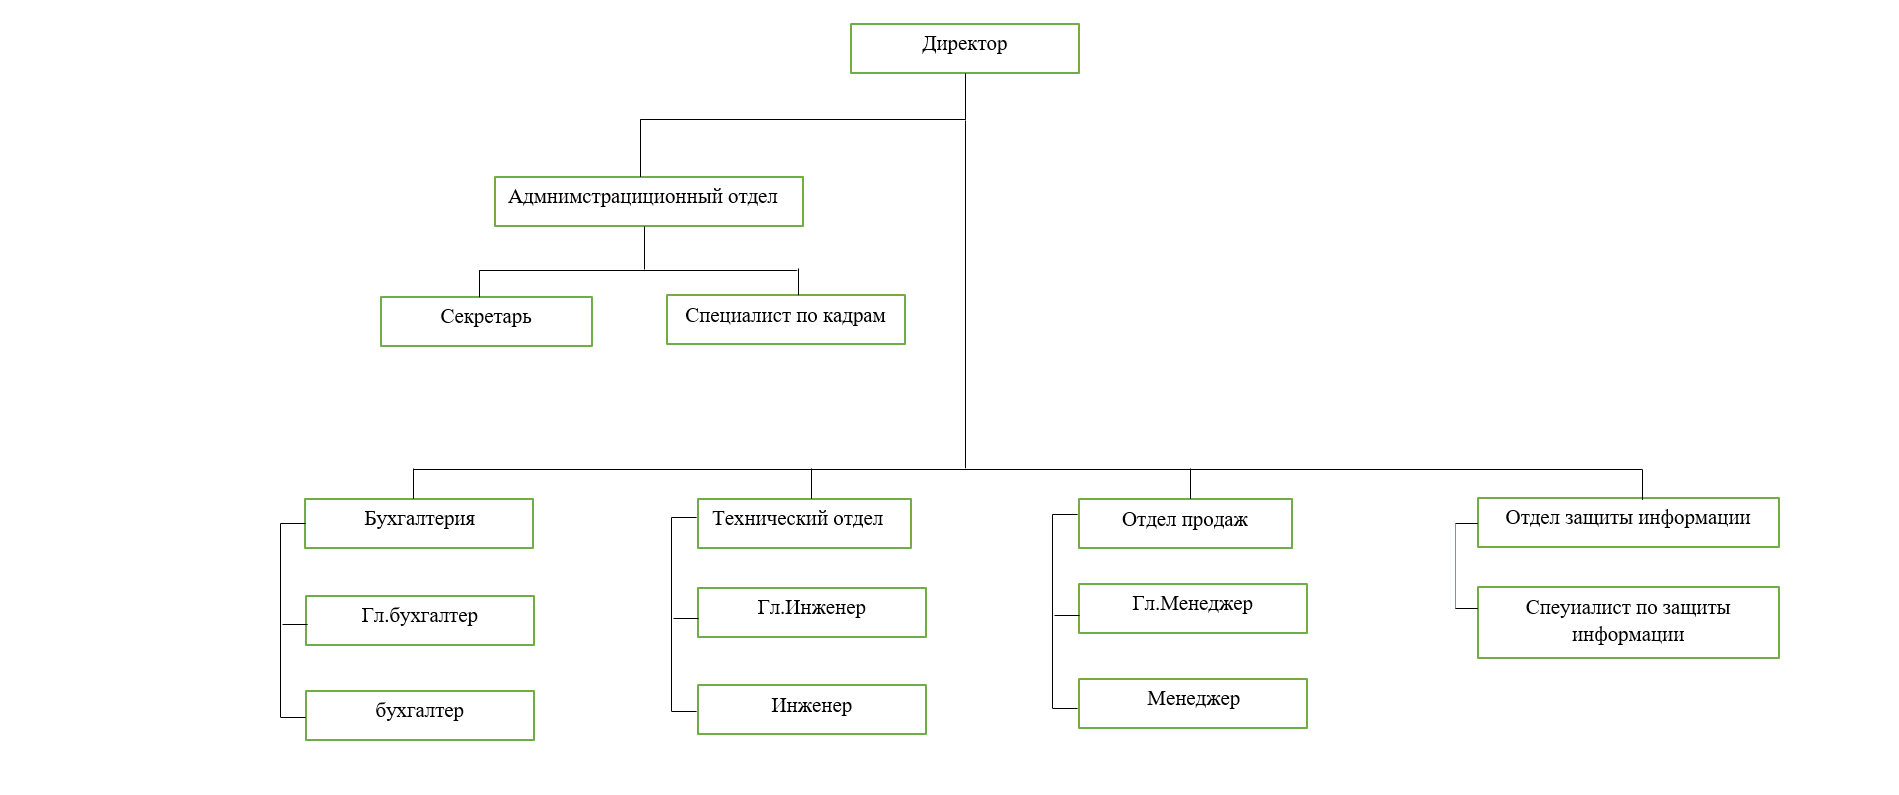 Директор
Адмнимстрациционный отдел
Секретарь
Специалист по кадрам
Бухгалтерия
Технический отдел
Отдел продаж
Отдел защиты информации
Гл.бухгалтер
Гл.Инженер
Гл.Менеджер
Спеуиалист по защиты
информации
бухгалтер
Инженер
Менеджер